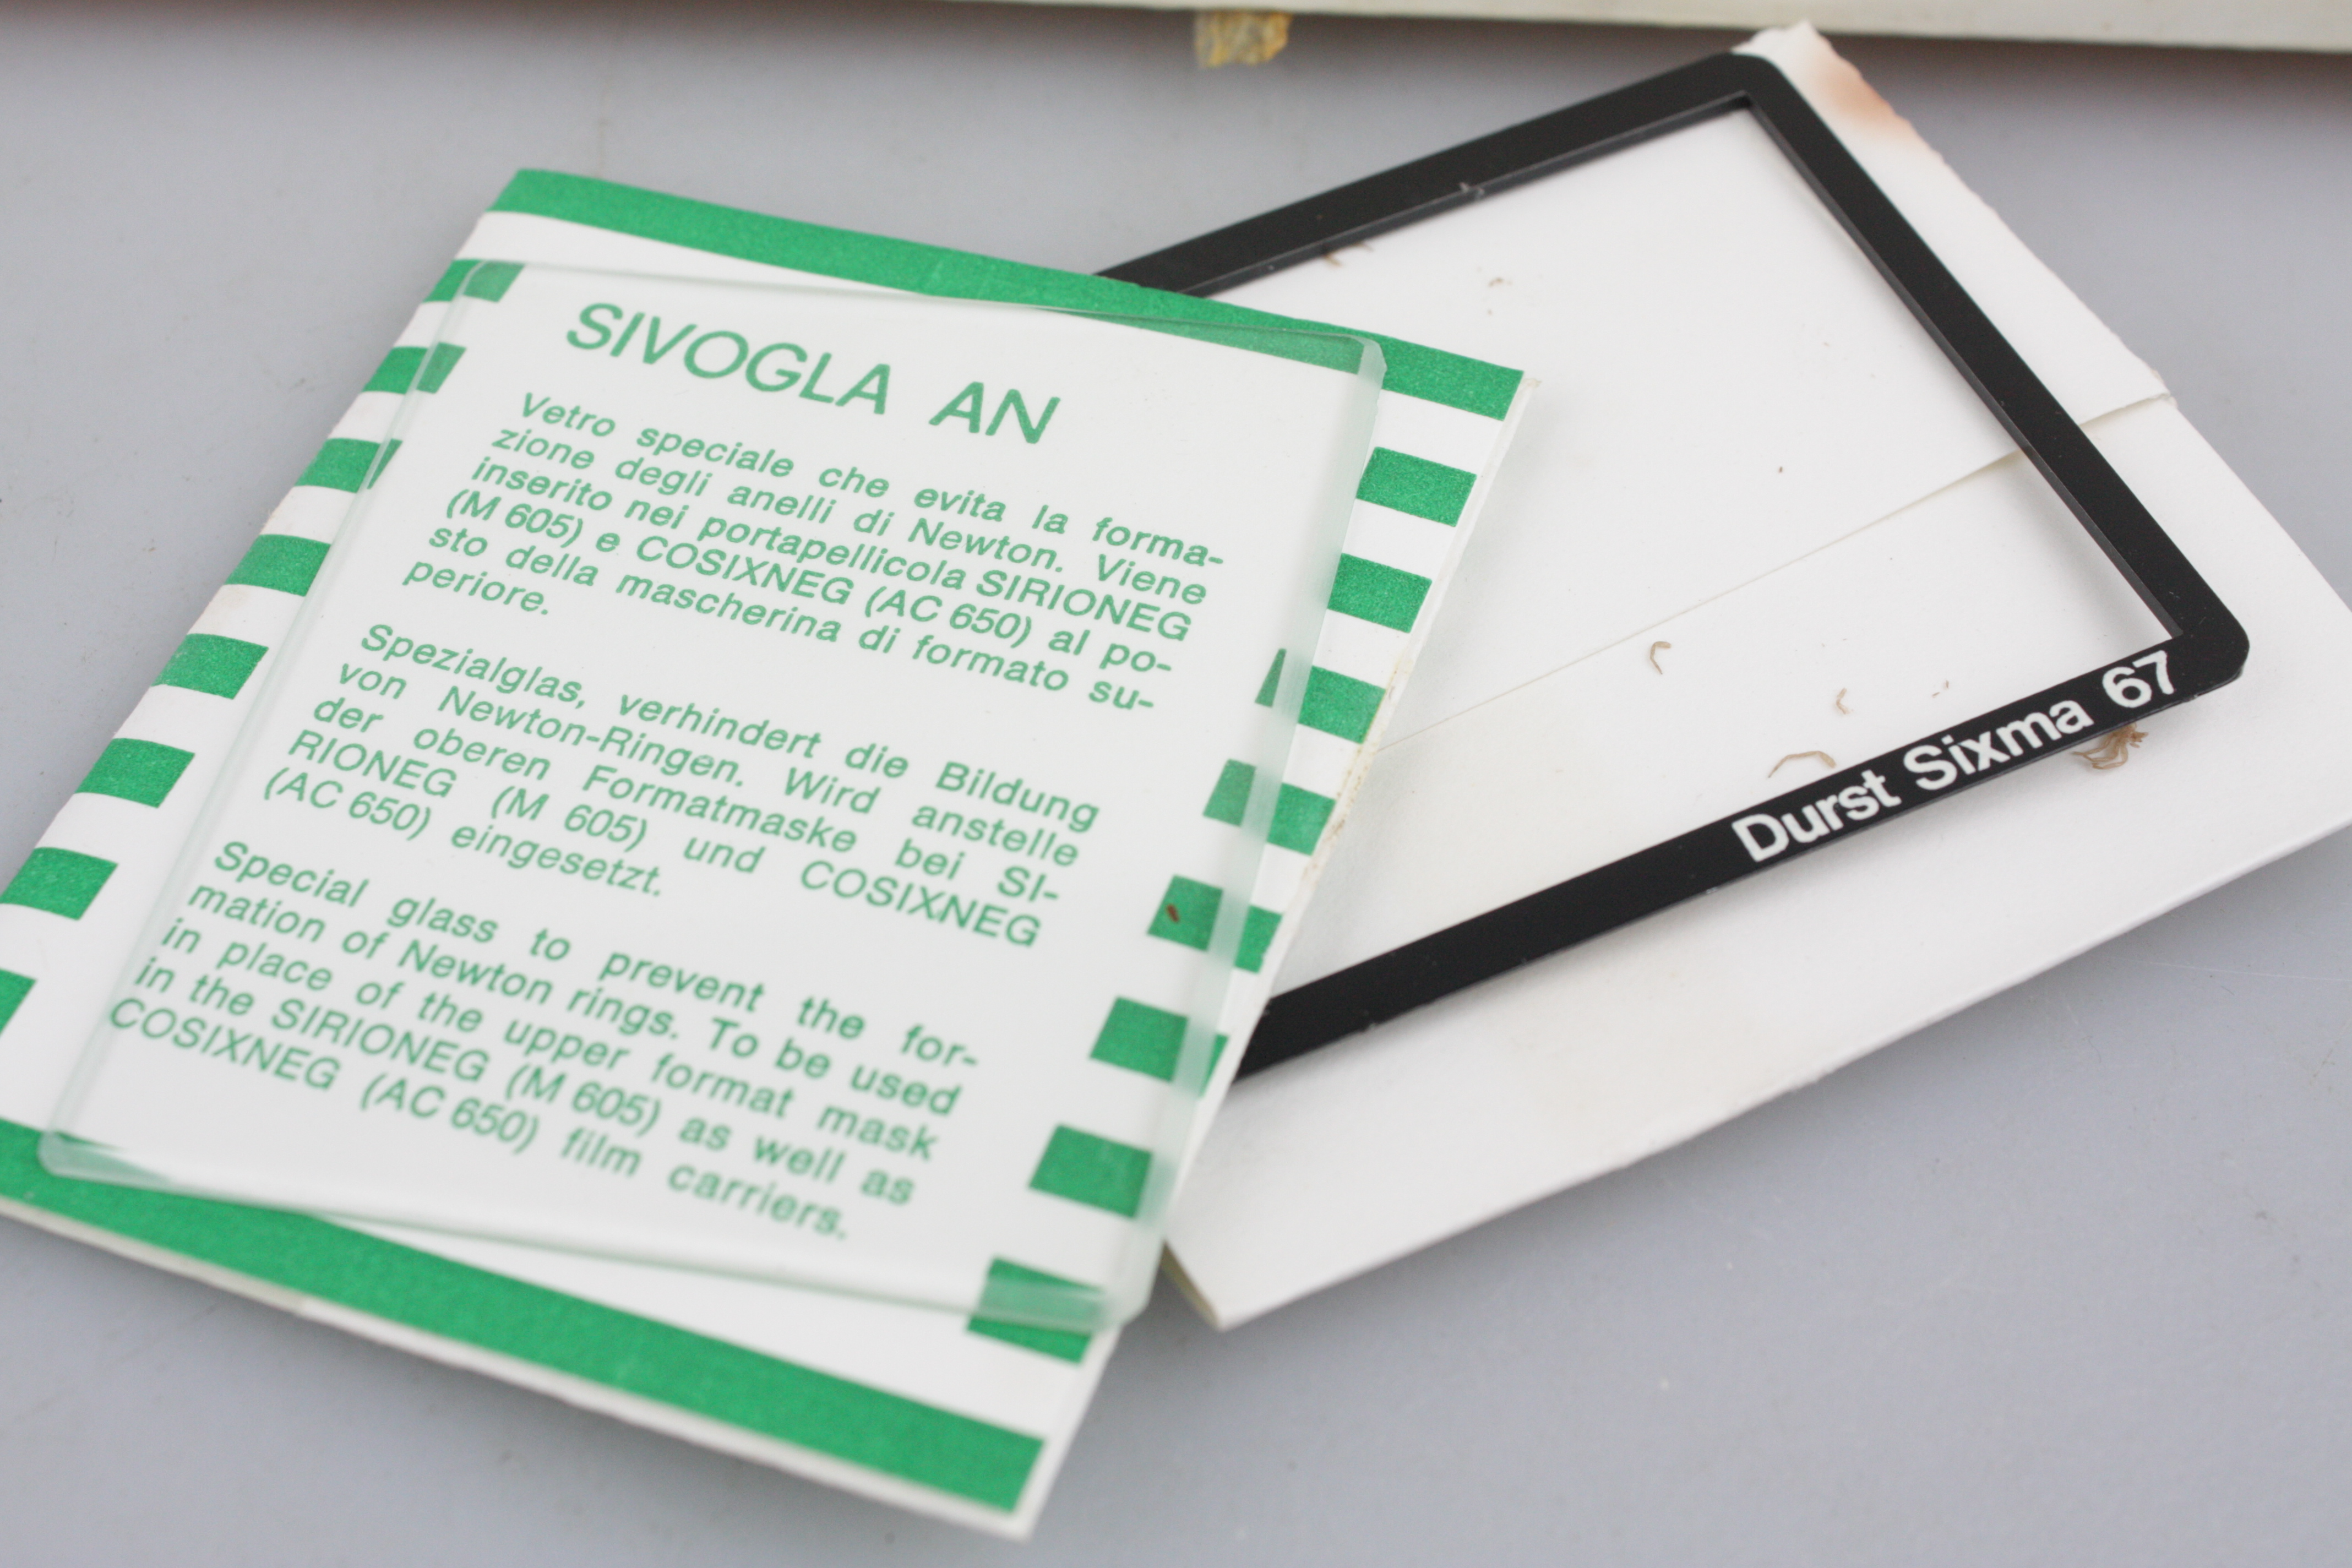 SIVOGLA AN
Vetro speciale che evita la forma-
zione degli anelli di Newton. Viene
inserito nei portapellicola SIRIONEG
(M 605) e COSIXNEG (AC 650) al po-
sto della mascherina di formato su-
periore.
Spezialglas, verhindert die Bildung
von Newton-Ringen. Wird anstelle
der oberen Formatmaske bei SI-
RIONEG (M 605) und COSIXNEG
(AC 650) eingesetzt.
Special glass to prevent the for-
mation of Newton rings. To be used
in place of the upper format mask
in the SIRIONEG (M 605) as well as
COSIXNEG (AC 650) film carriers.
Durst Sixma 67